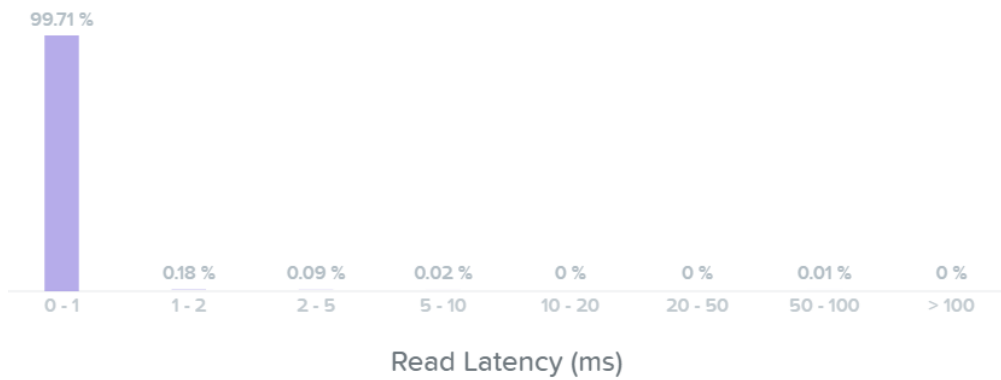 99.71 %
0.18 % 0.09 % 0.02 % 0 % 0 % 0.01 % 0 %
0 - 1 1 - 2 2 - 5 5 - 10 10 - 20 20 - 50 50 - 100 > 100
Read Latency (ms)